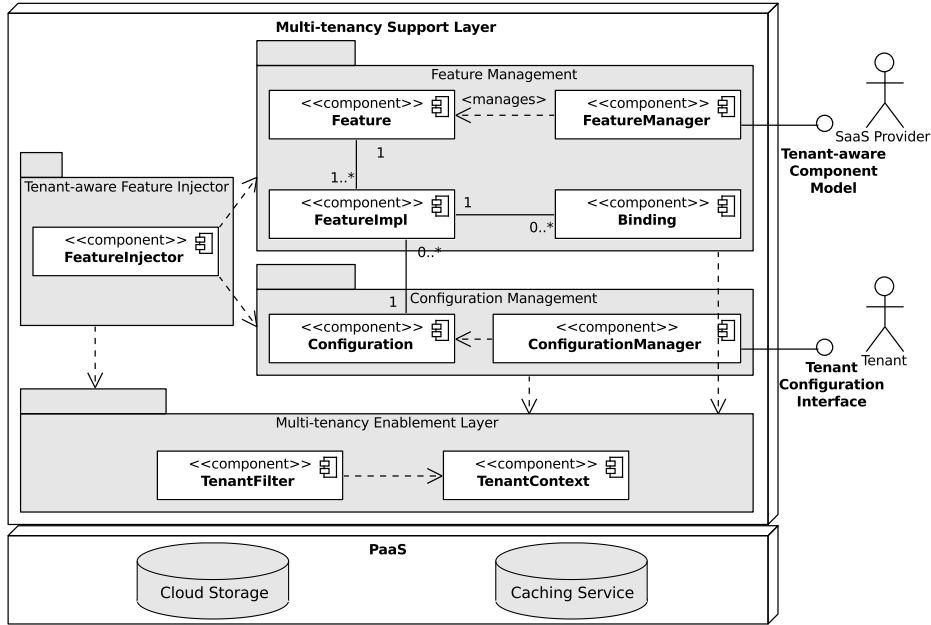 Multi-tenancy Support Layer
Feature Management
<<component>>
Feature
<manages>
<<component>>
FeatureManager
SaaS Provider
Tenant-aware
Component
Model
1
1..*
Tenant-aware Feature Injector
<<component>>
FeatureInjector
<<component>>
FeatureImpl
1
0..*
<<component>>
Binding
0..*
1
Configuration Management
<<component>>
Configuration
<<component>>
ConfigurationManager
Tenant
Tenant
Configuration
Interface
Multi-tenancy Enablement Layer
<<component>>
TenantFilter
<<component>>
TenantContext
PaaS
Cloud Storage
Caching Service